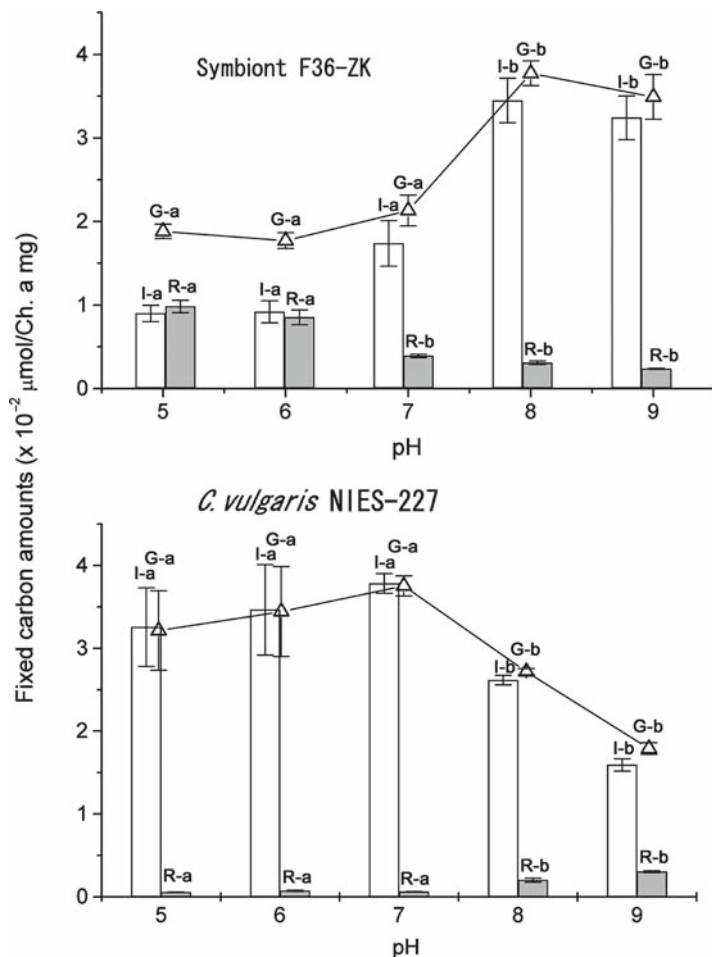 Symbiont F36-ZK
Fixed carbon amounts (x 10⁻² μmol/Ch. a mg)
4
3
2
1
0
G-a
G-a
G-a
G-b
G-b
I-a
R-a
I-a
R-a
I-a
R-b
I-b
R-b
I-b
R-b
5 6 7 8 9
pH
C. vulgaris NIES-227
4
3
2
1
0
G-a
G-a
G-a
G-b
G-b
I-a
R-a
I-a
R-a
I-a
R-a
I-b
R-b
I-b
R-b
5 6 7 8 9
pH